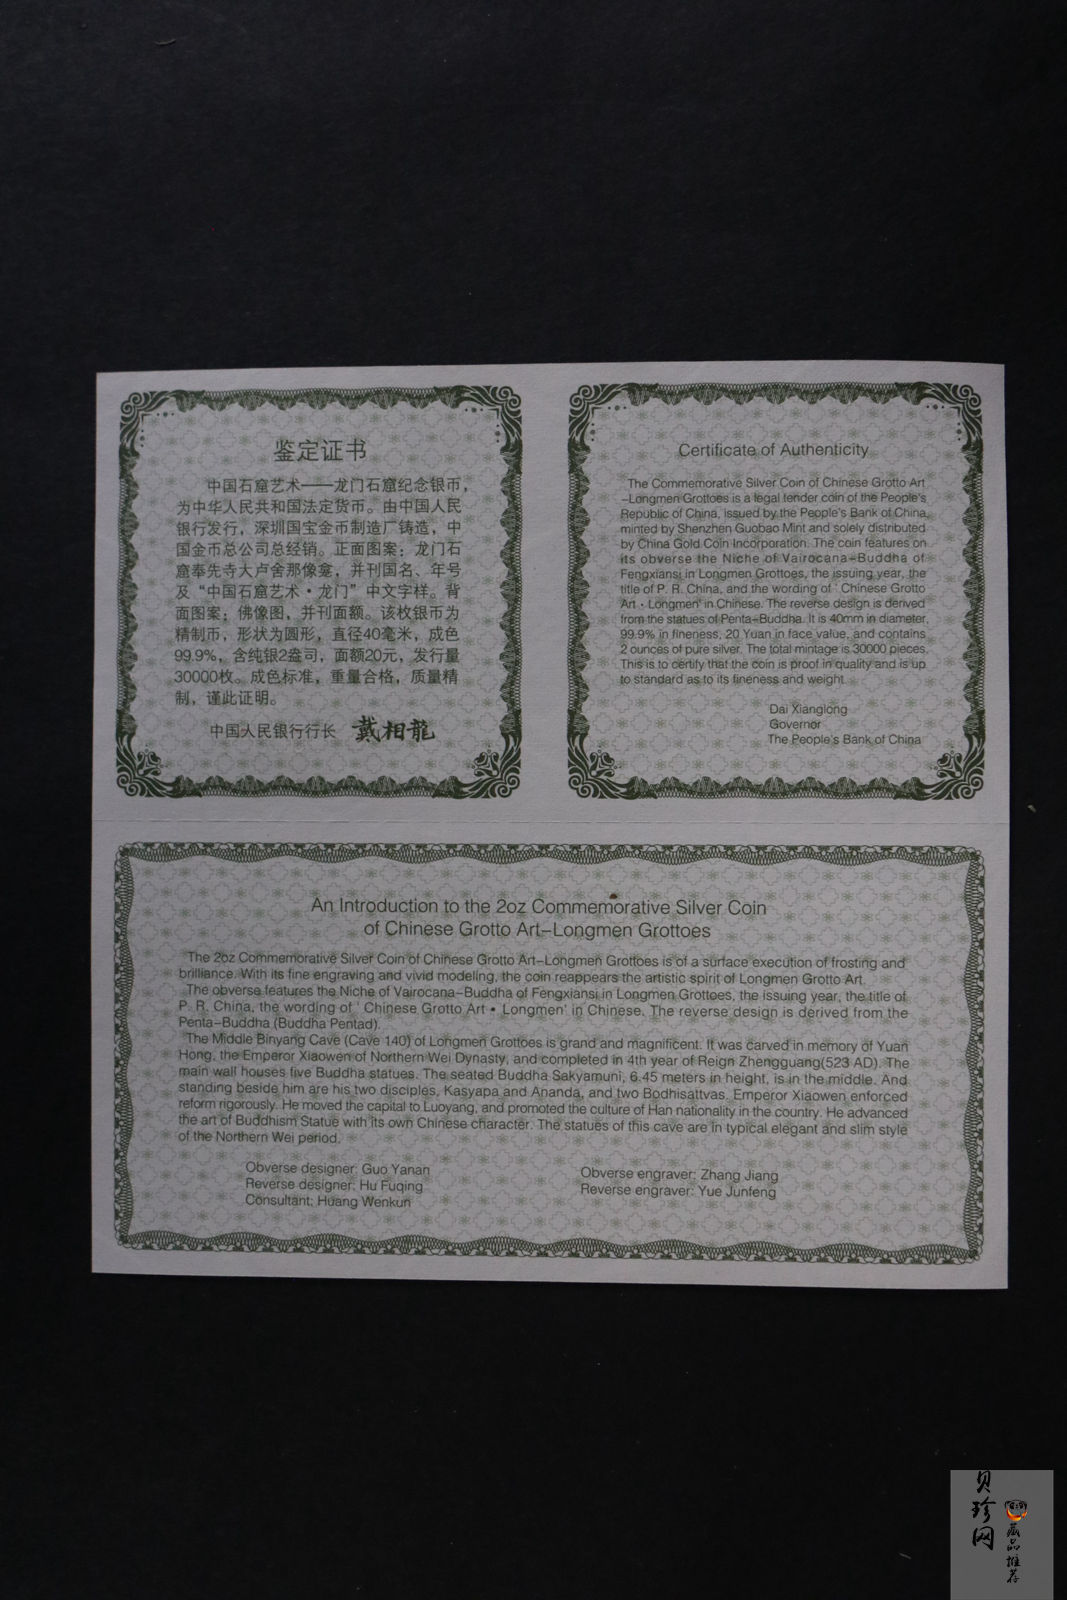 鉴定证书
中国石窟艺术——龙门石窟纪念银币，
为中华人民共和国法定货币。由中国人民
银行发行，深圳国宝金币制造厂铸造，中
国金币总公司总经销。正面图案：龙门石
窟奉先寺大卢舍那像龛，并刊国名、年号
及“中国石窟艺术·龙门”中文字样。背
面图案：佛像图，并刊面额。该枚银币为
精制币，形状为圆形，直径40毫米，成色
99.9%，含纯银2盎司，面额20元，发行量
30000枚。成色标准，重量合格，质量精
制，谨此证明。
中国人民银行行长 戴相龍
Certificate of Authenticity
The Commemorative Silver Coin of Chinese Grotto Art
–Longmen Grottoes is a legal tender coin of the People's
Republic of China, issued by the People's Bank of China,
minted by Shenzhen Guobao Mint and solely distributed
by China Gold Coin Incorporation. The coin features on
its obverse the Niche of Vairocana–Buddha of
Fengxiansi in Longmen Grottoes, the issuing year, the
title of P. R. China, and the wording of ‘ Chinese Grotto
Art · Longmen’ in Chinese. The reverse design is derived
from the statues of Penta–Buddha. It is 40mm in diameter,
99.9% in fineness, 20 Yuan in face value, and contains
2 ounces of pure silver. The total mintage is 30000 pieces.
This is to certify that the coin is proof in quality and is up
to standard as to its fineness and weight.
Dai Xianglong
Governor
The People's Bank of China
An Introduction to the 2oz Commemorative Silver Coin
of Chinese Grotto Art–Longmen Grottoes
The 2oz Commemorative Silver Coin of Chinese Grotto Art–Longmen Grottoes is of a surface execution of frosting and
brilliance. With its fine engraving and vivid modeling, the coin reappears the artistic spirit of Longmen Grotto Art.
The obverse features the Niche of Vairocana–Buddha of Fengxiansi in Longmen Grottoes, the issuing year, the title of
P. R. China, the wording of ‘ Chinese Grotto Art • Longmen’ in Chinese. The reverse design is derived from the
Penta–Buddha (Buddha Pentad).
The Middle Binyang Cave (Cave 140) of Longmen Grottoes is grand and magnificent. It was carved in memory of Yuan
Hong, the Emperor Xiaowen of Northern Wei Dynasty, and completed in 4th year of Reign Zhengguang(523 AD). The
main wall houses five Buddha statues. The seated Buddha Sakyamuni, 6.45 meters in height, is in the middle. And
standing beside him are his two disciples, Kasyapa and Ananda, and two Bodhisattvas. Emperor Xiaowen enforced
reform rigorously. He moved the capital to Luoyang, and promoted the culture of Han nationality in the country. He advanced
the art of Buddhism Statue with its own Chinese character. The statues of this cave are in typical elegant and slim style
of the Northern Wei period.
Obverse designer: Guo Yanan
Reverse designer: Hu Fuqing
Consultant: Huang Wenkun
Obverse engraver: Zhang Jiang
Reverse engraver: Yue Junfeng
贝珍网
藏品推荐